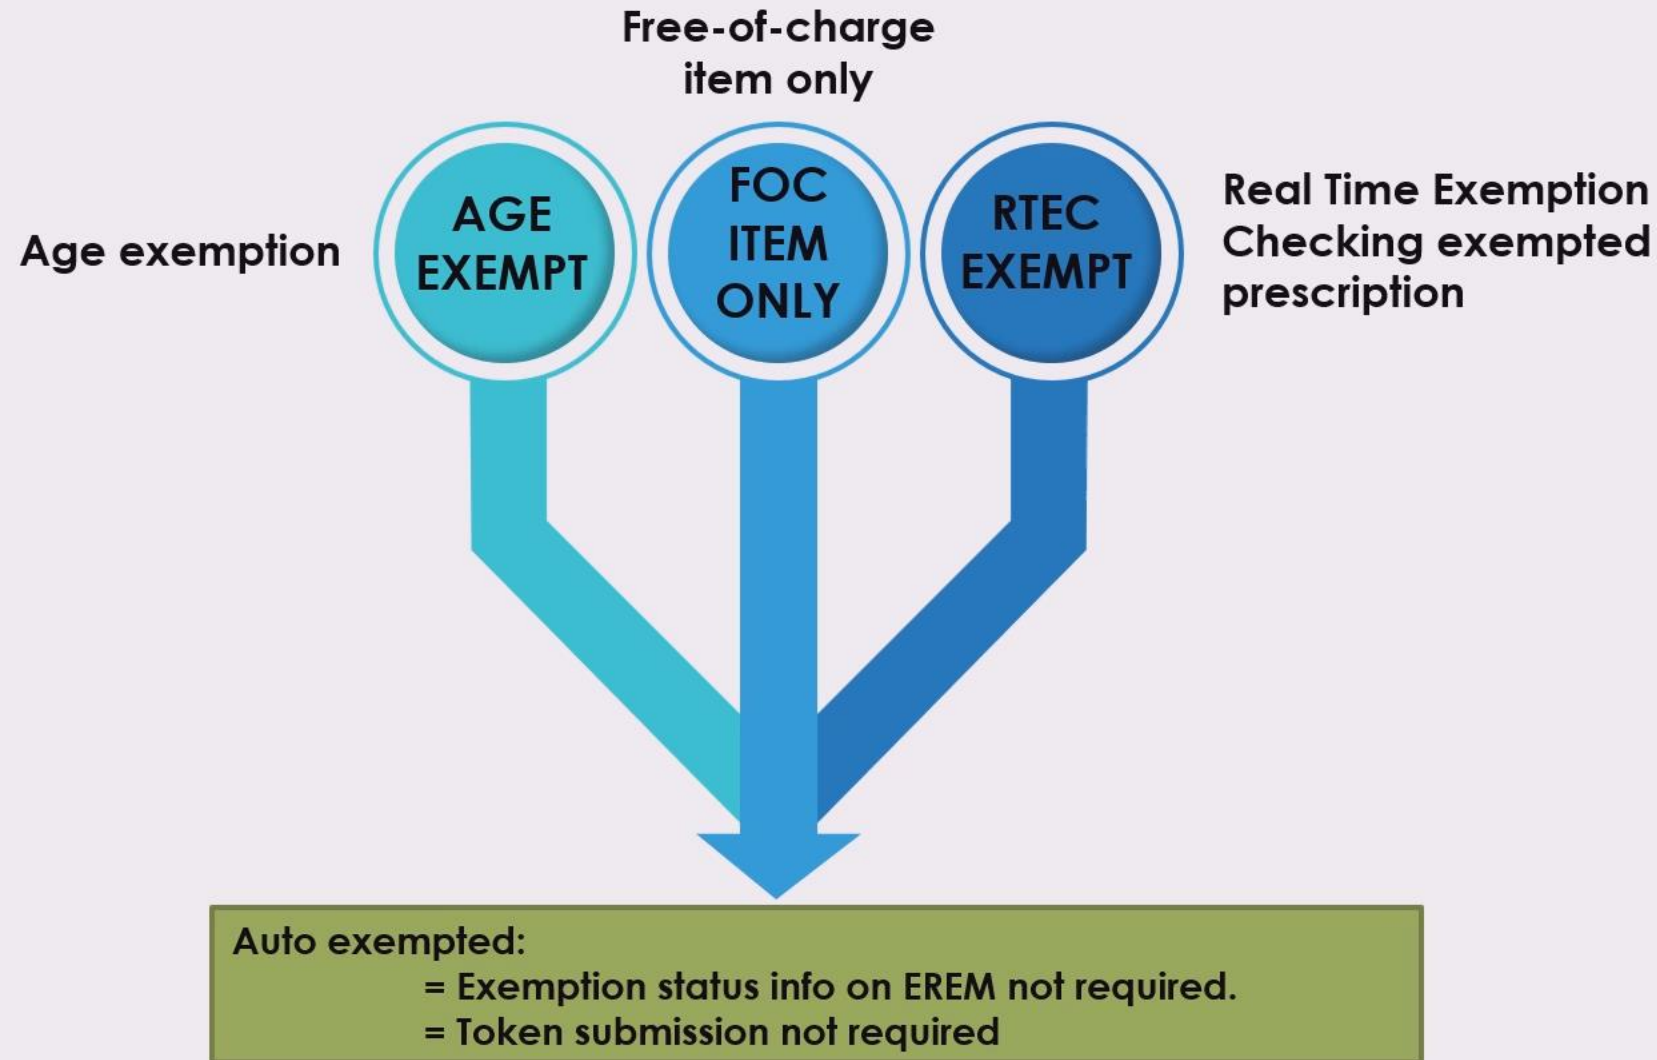 Free-of-charge
item only
Age exemption
AGE
EXEMPT
FOC
ITEM
ONLY
RTEC
EXEMPT
Real Time Exemption
Checking exempted
prescription
Auto exempted:
= Exemption status info on EREM not required.
= Token submission not required